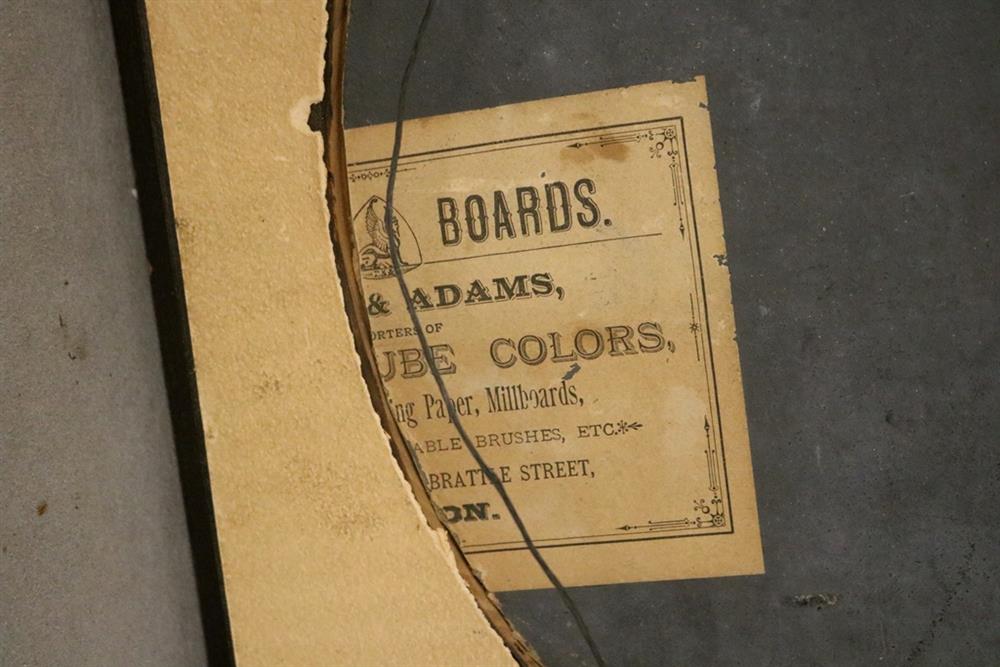 BOARDS.
& ADAMS,
ORTERS OF
UBE COLORS,
ing Paper, Millboards,
ABLE BRUSHES, ETC.
BRATTLE STREET,
ON.